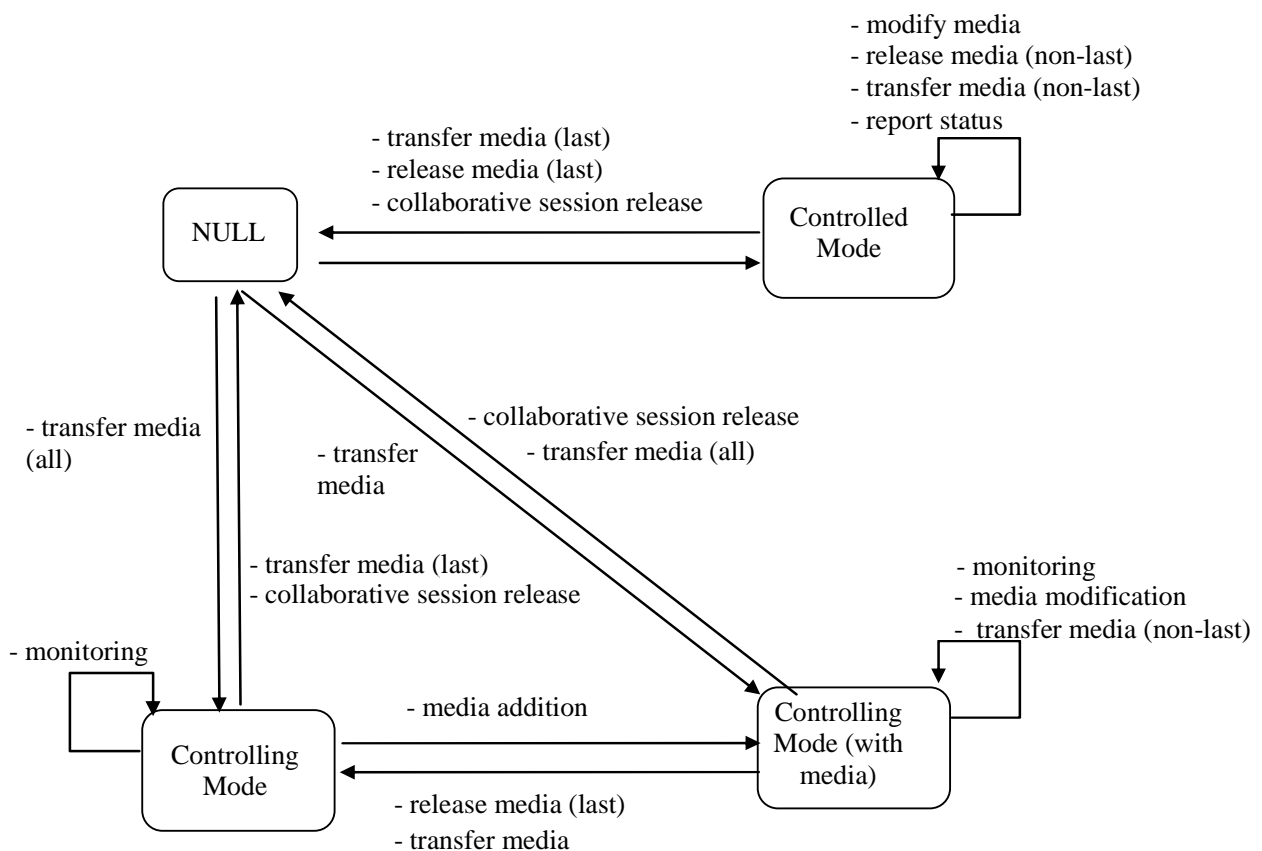 - modify media
- release media (non-last)
- transfer media (non-last)
- report status
- transfer media (last)
- release media (last)
- collaborative session release
NULL
Controlled
Mode
- transfer media
(all)
- transfer
media
- collaborative session release
- transfer media (all)
- transfer media (last)
- collaborative session release
- monitoring
- media modification
- transfer media (non-last)
- monitoring
- media addition
Controlling
Mode
Controlling
Mode (with
media)
- release media (last)
- transfer media